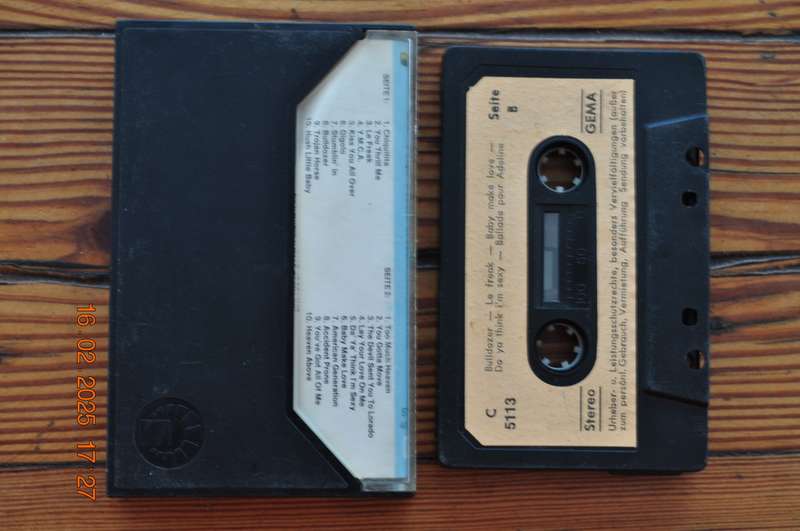 SEITE 1:
1. Chiquitita
2. You Thrill Me
3. Le Freak
4. Y.M.C.A.
5. Kiss You All Over
6. Gigolo
7. Stumblin' In
8. Bulldozer
9. Trojan Horse
10. Hush Little Baby
SEITE 2:
1. Too Much Heaven
2. You Gotta Move
3. The Devil Sent You To Lorado
4. Lay Your Love On Me
5. Da' Ya' Think I'm Sexy
6. Baby Make Love
7. American Generation
8. Accident Prone
9. You've Got All Of Me
10. Heaven Above
C
5113
Seite
B
Bulldozer — Le freak — Baby make love —
Da ya think i'm sexy — Ballade pour Adeline
Stereo
GEMA
Urheber- u. Leistungsschutzrechte, besonders Vervielfältigungen (außer
zum persönl. Gebrauch, Vermietung, Aufführung Sendung vorbehalten)
100 50
16.02.2025 17:27